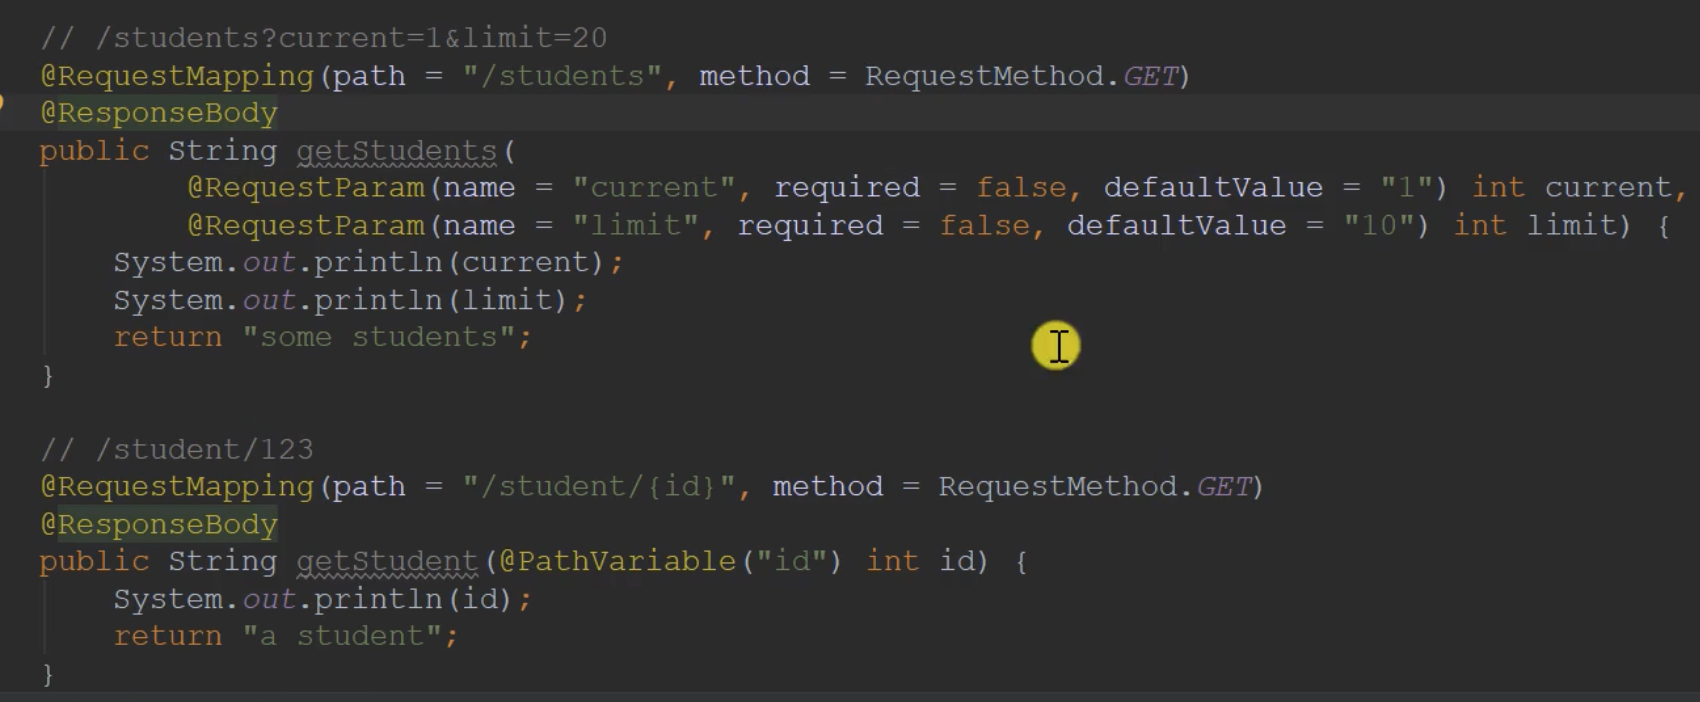 // /students?current=1&limit=20
@RequestMapping(path = "/students", method = RequestMethod.GET)
@ResponseBody
public String getStudents(
        @RequestParam(name = "current", required = false, defaultValue = "1") int current,
        @RequestParam(name = "limit", required = false, defaultValue = "10") int limit) {
    System.out.println(current);
    System.out.println(limit);
    return "some students";
}
// /student/123
@RequestMapping(path = "/student/{id}", method = RequestMethod.GET)
@ResponseBody
public String getStudent(@PathVariable("id") int id) {
    System.out.println(id);
    return "a student";
}